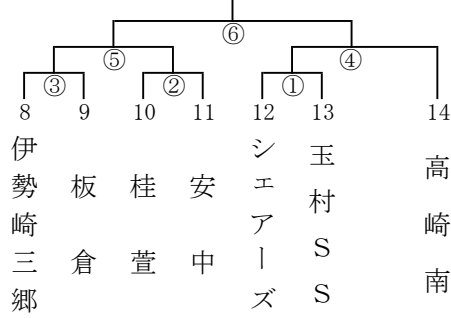 ⑥
⑤ ④
③ ② ①
8 9 10 11 12 13 14
伊勢崎三郷
板倉
桂萱
安中
シェアーズ
玉村ＳＳ
高崎南